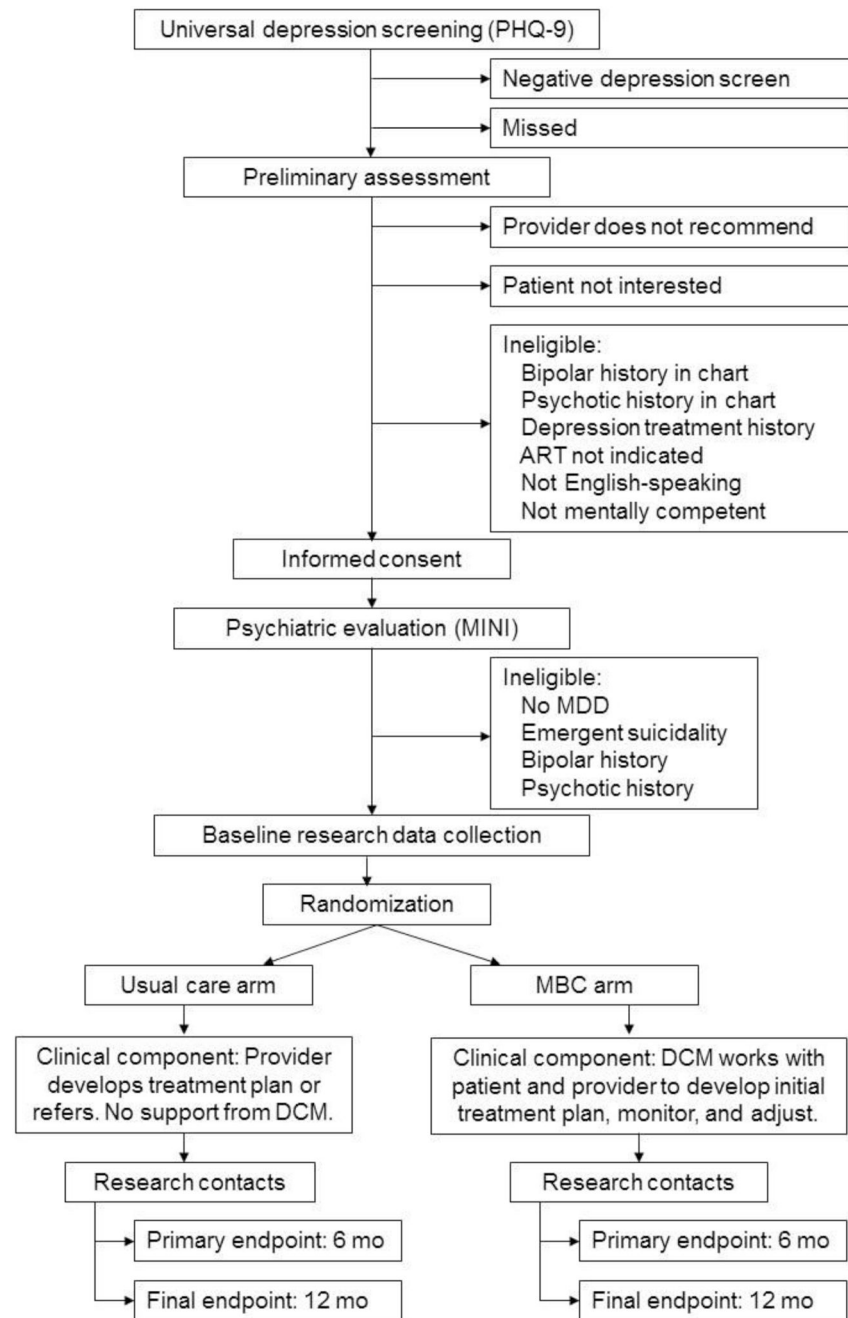 Universal depression screening (PHQ-9)
Negative depression screen
Missed
Preliminary assessment
Provider does not recommend
Patient not interested
Ineligible:
Bipolar history in chart
Psychotic history in chart
Depression treatment history
ART not indicated
Not English-speaking
Not mentally competent
Informed consent
Psychiatric evaluation (MINI)
Ineligible:
No MDD
Emergent suicidality
Bipolar history
Psychotic history
Baseline research data collection
Randomization
Usual care arm
Clinical component: Provider
develops treatment plan or
refers. No support from DCM.
Research contacts
Primary endpoint: 6 mo
Final endpoint: 12 mo
MBC arm
Clinical component: DCM works with
patient and provider to develop initial
treatment plan, monitor, and adjust.
Research contacts
Primary endpoint: 6 mo
Final endpoint: 12 mo